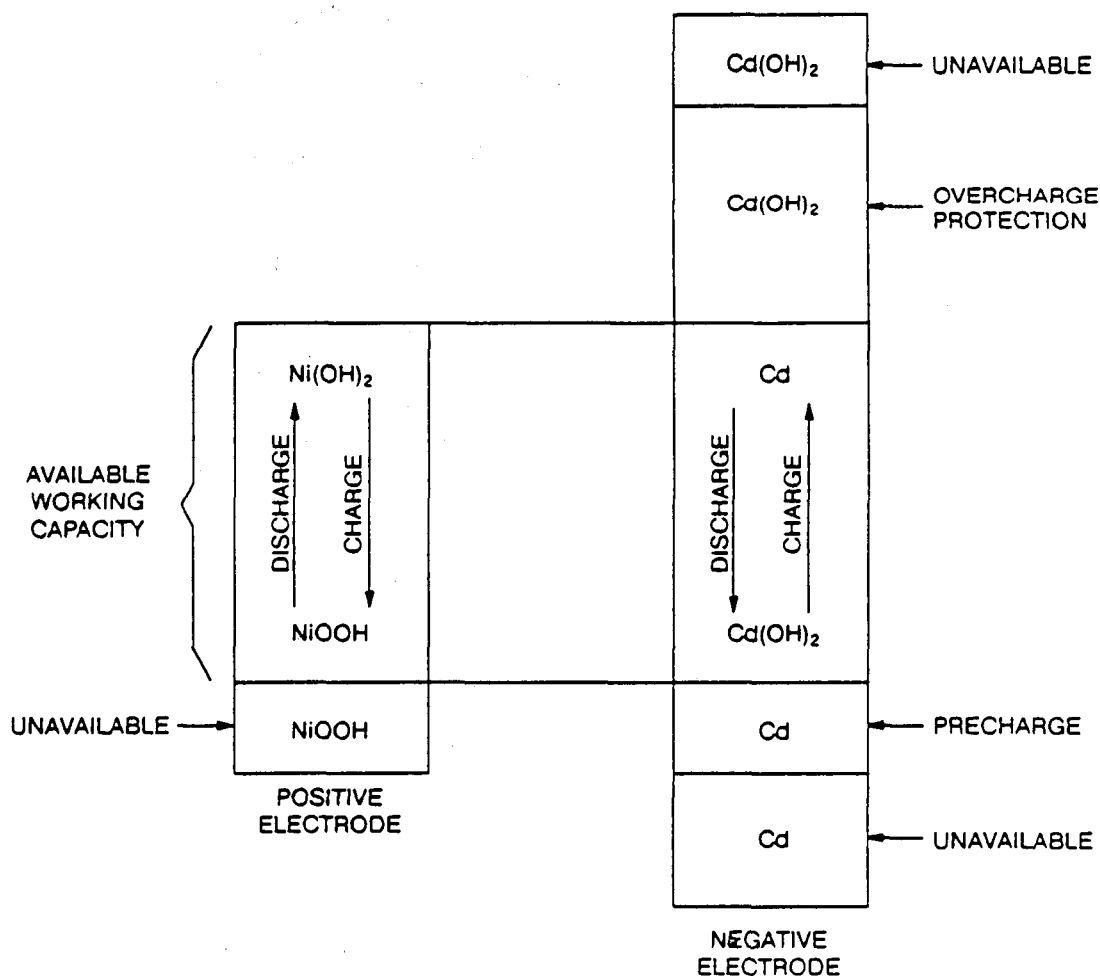 Cd(OH)₂
UNAVAILABLE
Cd(OH)₂
OVERCHARGE
PROTECTION
AVAILABLE
WORKING
CAPACITY
Ni(OH)₂
DISCHARGE
CHARGE
NiOOH
Cd
DISCHARGE
CHARGE
Cd(OH)₂
UNAVAILABLE
NiOOH
Cd
PRECHARGE
POSITIVE
ELECTRODE
Cd
UNAVAILABLE
NEGATIVE
ELECTRODE